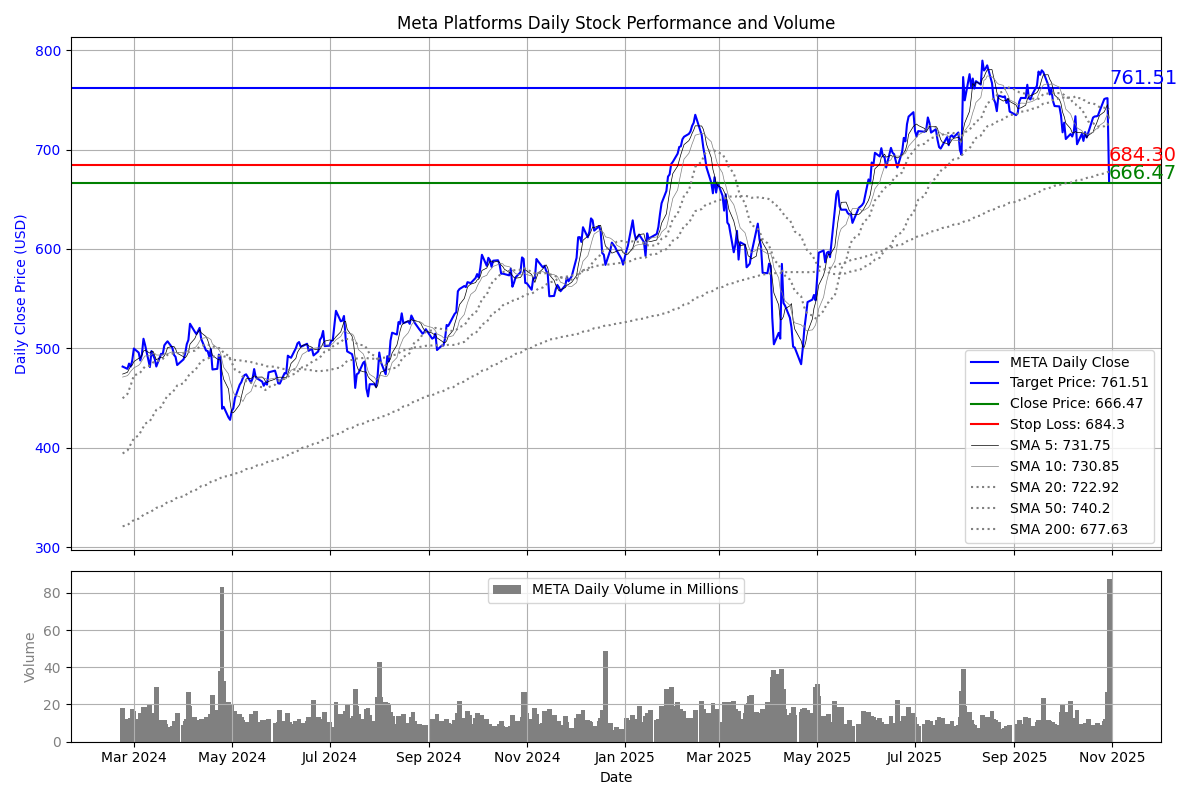 Meta Platforms Daily Stock Performance and Volume
Daily Close Price (USD)
800
700
600
500
400
300
761.51
684.30
666.47
META Daily Close
Target Price: 761.51
Close Price: 666.47
Stop Loss: 684.3
SMA 5: 731.75
SMA 10: 730.85
SMA 20: 722.92
SMA 50: 740.2
SMA 200: 677.63
Volume
80
60
40
20
0
META Daily Volume in Millions
Mar 2024 May 2024 Jul 2024 Sep 2024 Nov 2024 Jan 2025 Mar 2025 May 2025 Jul 2025 Sep 2025 Nov 2025
Date